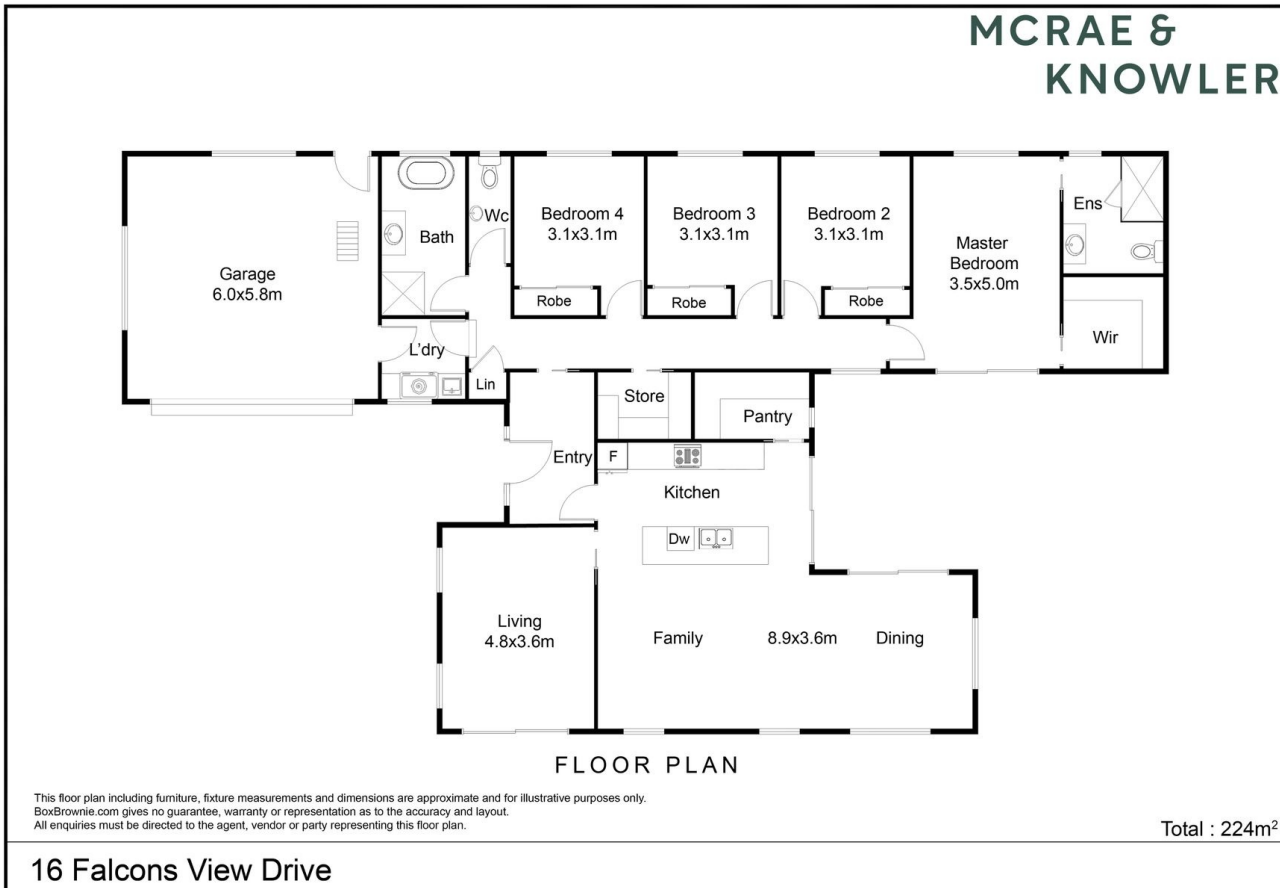 MCRAE &
KNOWLER
Garage
6.0x5.8m
Bath
Wc
Bedroom 4
3.1x3.1m
Bedroom 3
3.1x3.1m
Bedroom 2
3.1x3.1m
Master
Bedroom
3.5x5.0m
Ens
Robe
Robe
Robe
L'dry
Lin
Wir
Store
Pantry
Entry
F
Kitchen
Dw
Living
4.8x3.6m
Family
8.9x3.6m
Dining
FLOOR PLAN
This floor plan including furniture, fixture measurements and dimensions are approximate and for illustrative purposes only.
BoxBrownie.com gives no guarantee, warranty or representation as to the accuracy and layout.
All enquiries must be directed to the agent, vendor or party representing this floor plan.
Total : 224m²
16 Falcons View Drive